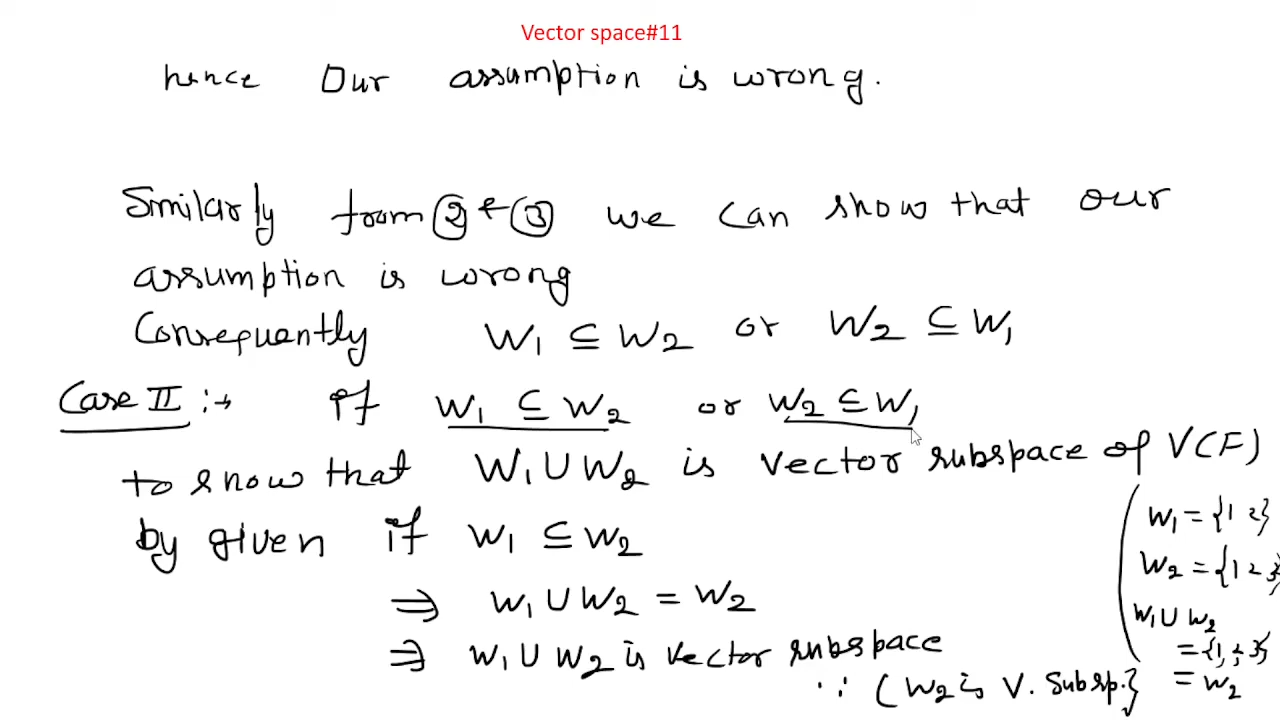 Vector space#11
hence Our assumption is wrong.
Similarly from ② & ③ we can show that our
assumption is wrong
Consequently W₁ ⊆ W₂ or W₂ ⊆ W₁
Case II :→ if W₁ ⊆ W₂ or W₂ ⊆ W₁
to show that W₁ ∪ W₂ is vector subspace of V(F)
by given if W₁ ⊆ W₂
⇒ W₁ ∪ W₂ = W₂
⇒ W₁ ∪ W₂ is vector subspace
∵ (W₂ is V. Subsp.}
W₁ = {1 2}
W₂ = {1 2 3}
W₁ ∪ W₂
= {1, 2, 3}
= W₂